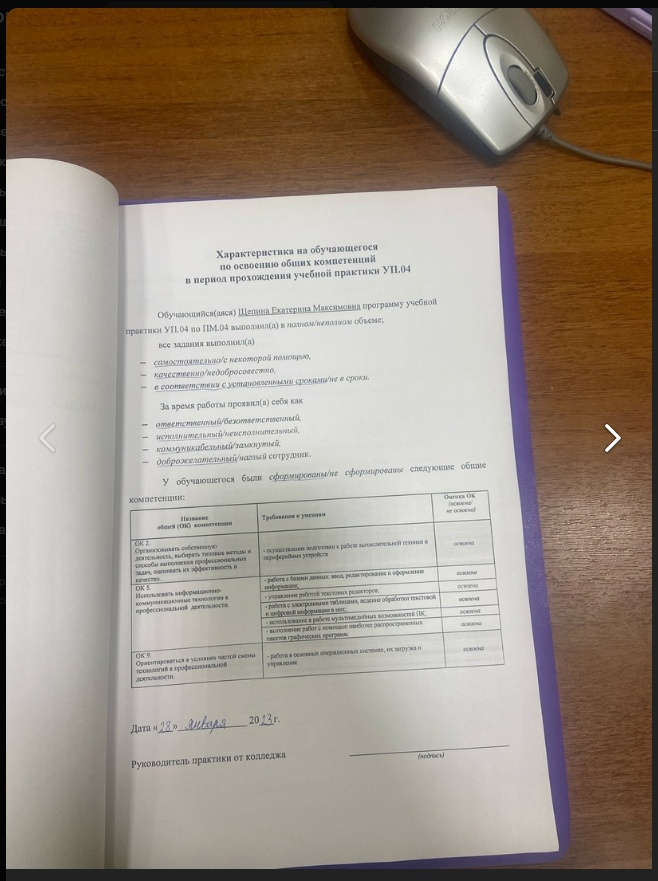 Характеристика на обучающегося
по освоению общих компетенций
в период прохождения учебной практики УП.04
Обучающийся(аяся) Щепина Екатерина Максимовна программу учебной
практики УП.04 по ПМ.04 выполнил(а) в полном/неполном объеме;
все задания выполнил(а)
– самостоятельно/с некоторой помощью,
– качественно/недобросовестно,
– в соответствии с установленными сроками/не в сроки.
За время работы проявил(а) себя как
– ответственный/безответственный,
– исполнительный/неисполнительный,
– коммуникабельный/замкнутый,
– доброжелательный/наглый сотрудник.
У обучающегося были сформированы/не сформированы следующие общие
компетенции:
Название
общей (ОК) компетенции
Требования к умениям
Оценка ОК
(освоена/
не освоена)
ОК 2.
Организовывать собственную
деятельность, выбирать типовые методы и
способы выполнения профессиональных
задач, оценивать их эффективность и
качество.
- осуществление подготовки к работе вычислительной техники и
периферийных устройств
освоена
ОК 5.
Использовать информационно-
коммуникационные технологии в
профессиональной деятельности.
- работа с базами данных: ввод, редактирование и оформление
информации;
освоена
- управление работой текстовых редакторов,
освоена
- работа с электронными таблицами, ведение обработки текстовой
и цифровой информации в них;
освоена
- использование в работе мультимедийных возможностей ПК.
освоена
- выполнение работ с помощью наиболее распространенных
пакетов графических программ.
освоена
ОК 9.
Ориентироваться в условиях частой смены
технологий в профессиональной
деятельности.
- работа в основных операционных системах, их загрузка и
управление
освоена
Дата «28» января 2023 г.
Руководитель практики от колледжа
(подпись)